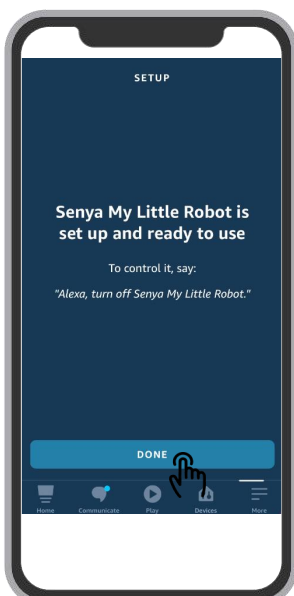 SETUP
Senya My Little Robot is
set up and ready to use
To control it, say:
"Alexa, turn off Senya My Little Robot."
DONE
Home Communicate Play Devices More